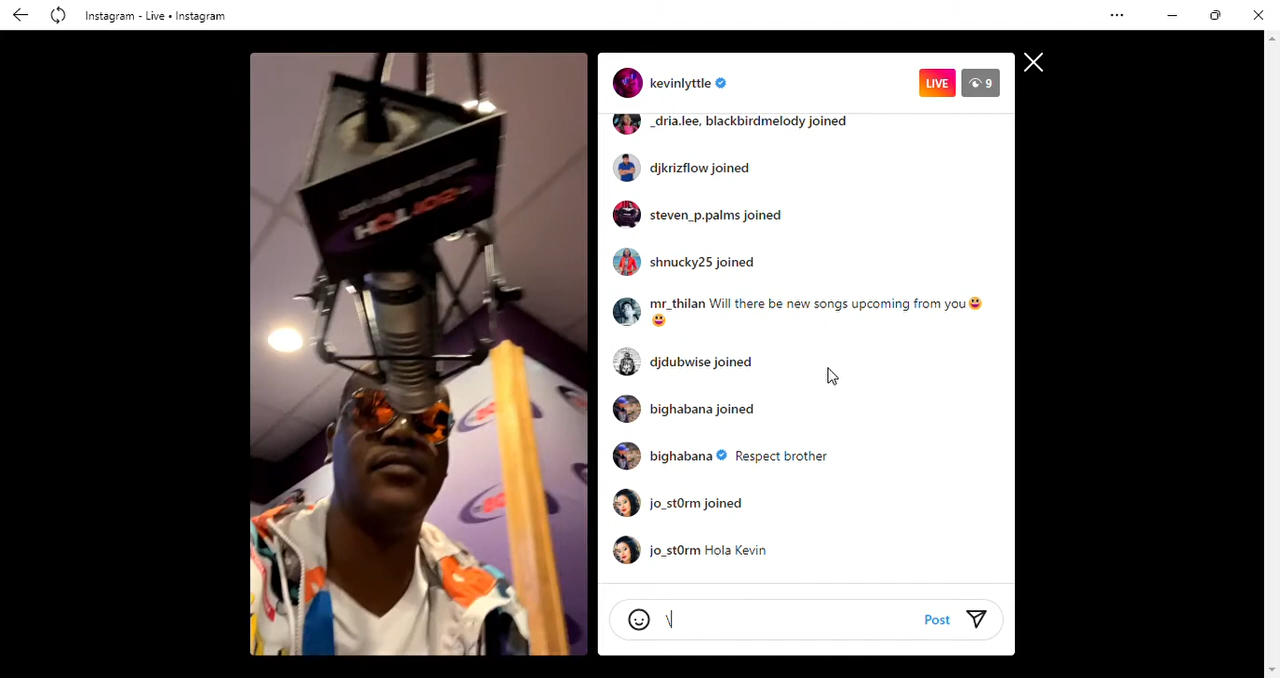 Instagram - Live • Instagram
kevinlyttle
LIVE
9
_dria.lee, blackbirdmelody joined
djkrizflow joined
steven_p.palms joined
shnucky25 joined
mr_thilan Will there be new songs upcoming from you😃
😃
djdubwise joined
bighabana joined
bighabana Respect brother
jo_st0rm joined
jo_st0rm Hola Kevin
\
Post